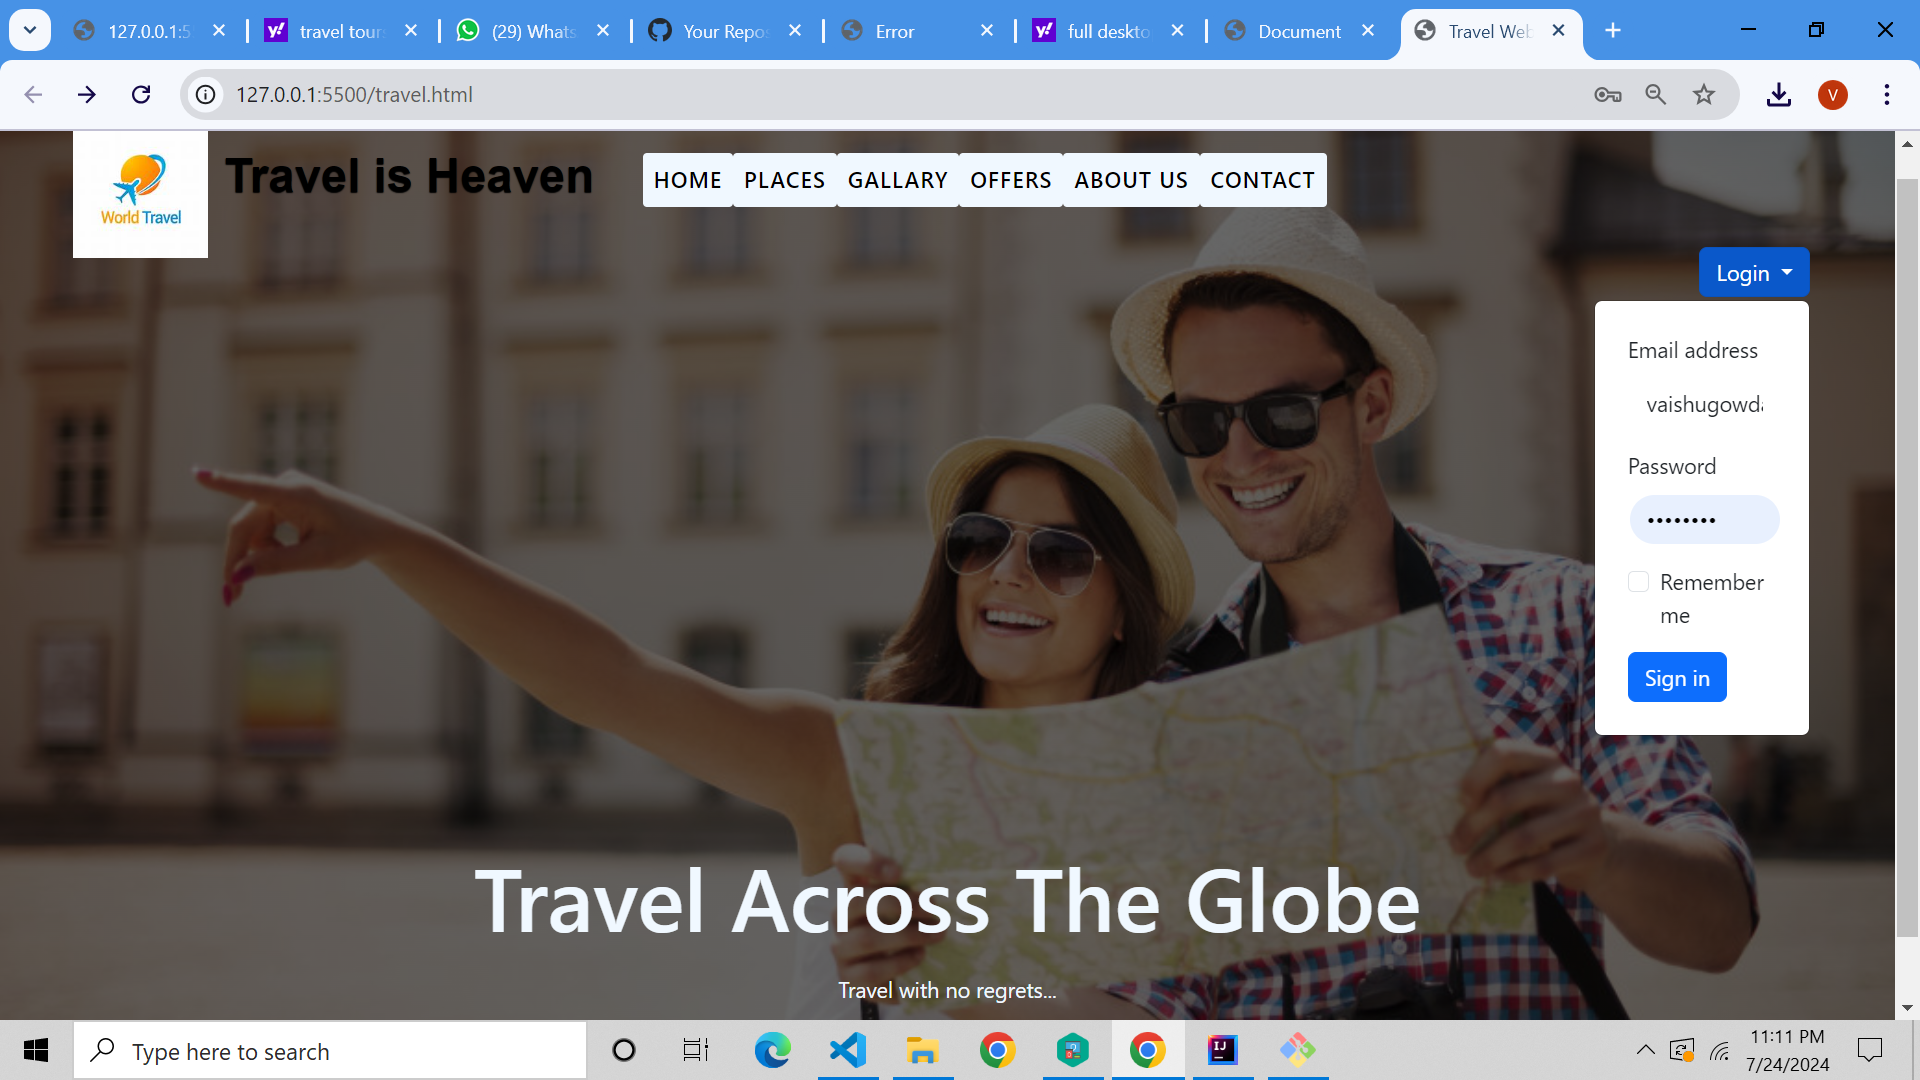 127.0.0.1:5
travel tours
(29) Whats
Your Repos
Error
full deskto
Document
Travel Web
127.0.0.1:5500/travel.html
V
World Travel
Travel is Heaven
HOME PLACES GALLARY OFFERS ABOUT US CONTACT
Login
Email address
vaishugowda
Password
Remember
me
Sign in
Travel Across The Globe
Travel with no regrets...
Type here to search
IJ
11:11 PM
7/24/2024